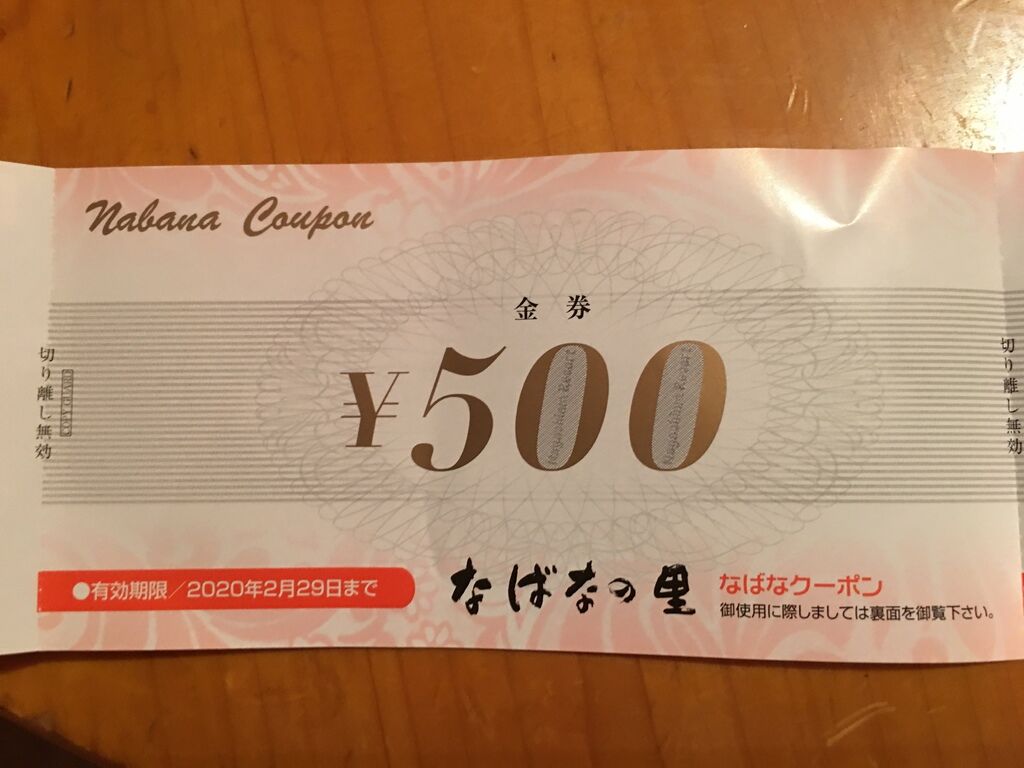 Nabana Coupon
金券
¥500
切り離し無効
切り離し無効
●有効期限/2020年2月29日まで
なばなの里
なばなクーポン
御使用に際しましては裏面を御覧下さい。